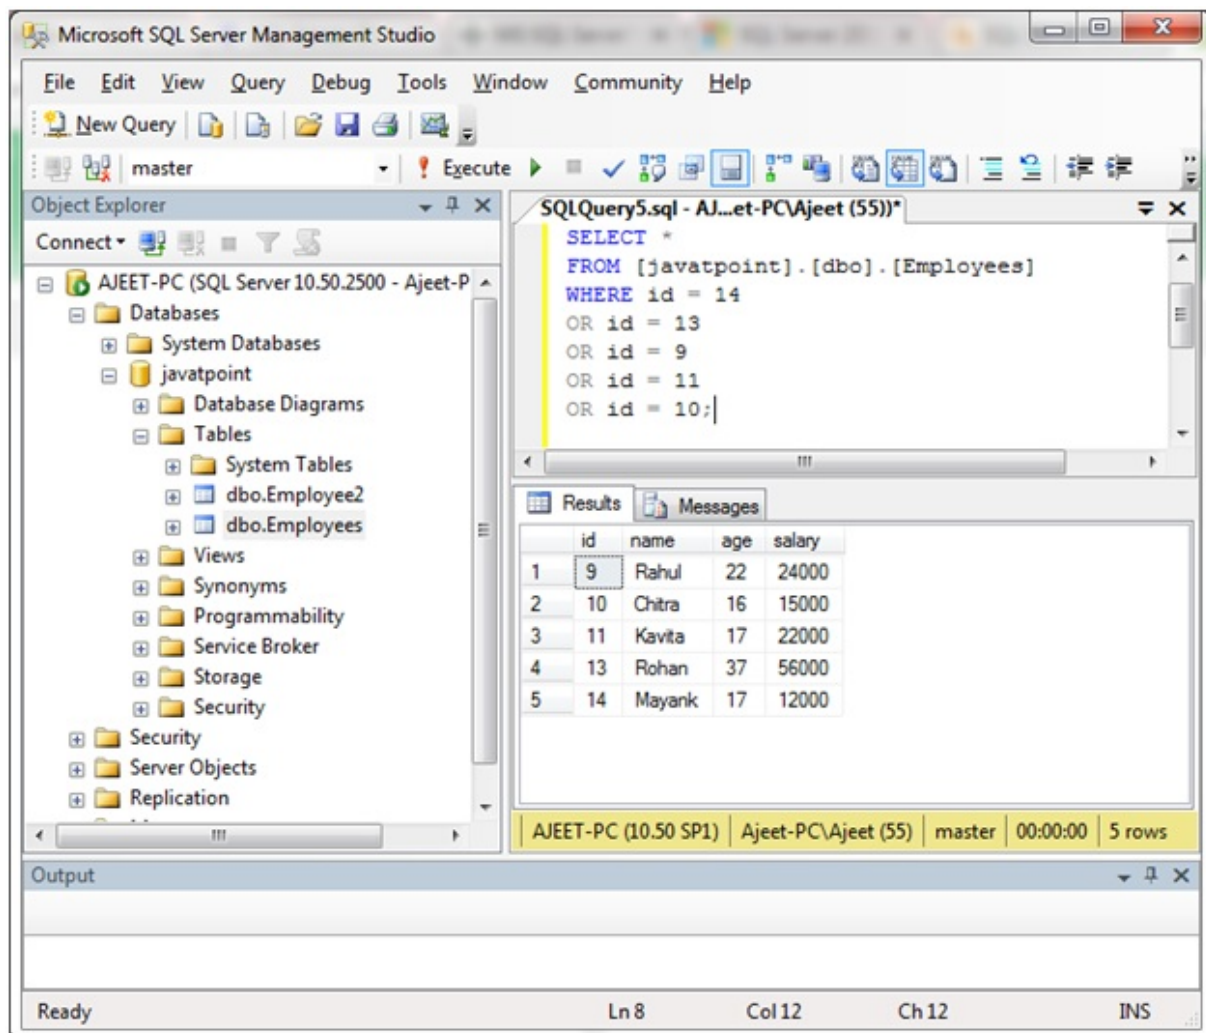 Microsoft SQL Server Management Studio
File Edit View Query Debug Tools Window Community Help
New Query
master Execute
Object Explorer
Connect
AJEET-PC (SQL Server 10.50.2500 - Ajeet-P
Databases
System Databases
javatpoint
Database Diagrams
Tables
System Tables
dbo.Employee2
dbo.Employees
Views
Synonyms
Programmability
Service Broker
Storage
Security
Security
Server Objects
Replication
SQLQuery5.sql - AJ...et-PC\Ajeet (55))*
SELECT *
FROM [javatpoint].[dbo].[Employees]
WHERE id = 14
OR id = 13
OR id = 9
OR id = 11
OR id = 10;
Results Messages
id name age salary
1 9 Rahul 22 24000
2 10 Chitra 16 15000
3 11 Kavita 17 22000
4 13 Rohan 37 56000
5 14 Mayank 17 12000
AJEET-PC (10.50 SP1) Ajeet-PC\Ajeet (55) master 00:00:00 5 rows
Output
Ready Ln 8 Col 12 Ch 12 INS